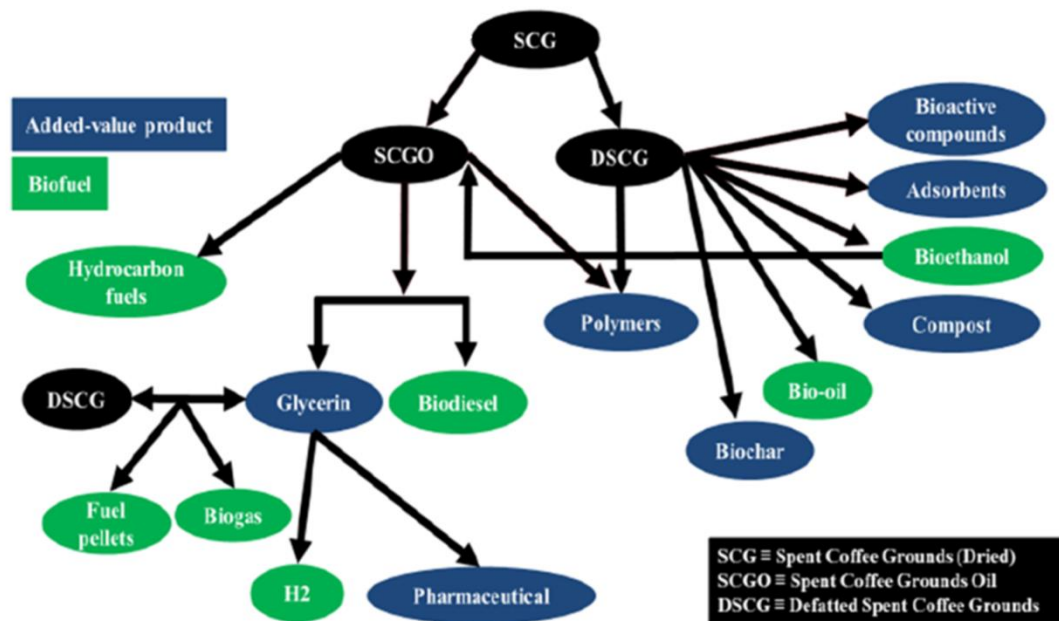 SCG
Added-value product
Biofuel
SCGO
DSCG
Bioactive
compounds
Adsorbents
Bioethanol
Compost
Hydrocarbon
fuels
Polymers
Bio-oil
Biochar
DSCG
Glycerin
Biodiesel
Fuel
pellets
Biogas
H2
Pharmaceutical
SCG ≡ Spent Coffee Grounds (Dried)
SCGO ≡ Spent Coffee Grounds Oil
DSCG ≡ Defatted Spent Coffee Grounds